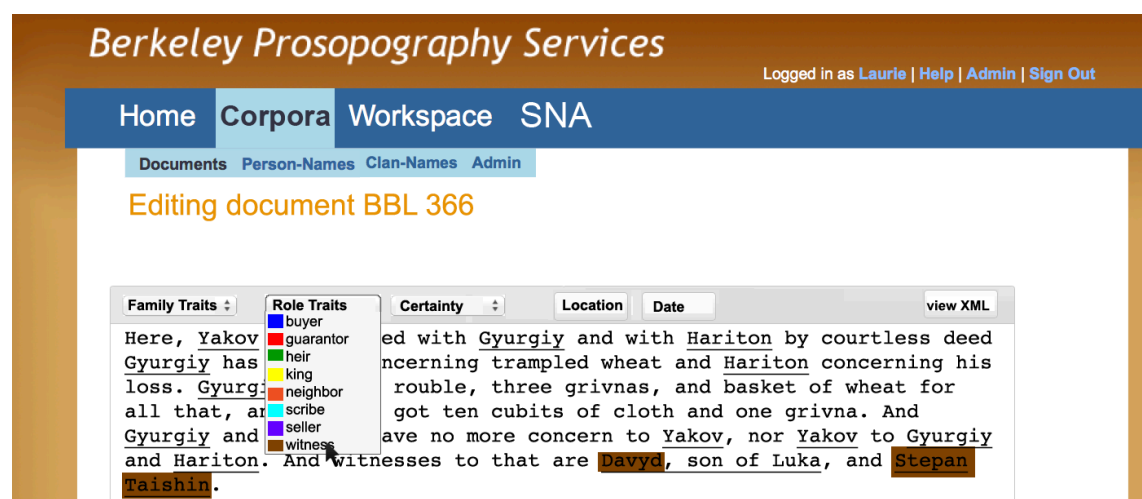 Berkeley Prosopography Services
Logged in as Laurie | Help | Admin | Sign Out
Home Corpora Workspace SNA
Documents Person-Names Clan-Names Admin
Editing document BBL 366
Family Traits Role Traits Certainty Location Date view XML
buyer
guarantor
heir
king
neighbor
scribe
seller
witness
Here, Yakov ed with Gyurgiy and with Hariton by courtless deed
Gyurgiy has ncerning trampled wheat and Hariton concerning his
loss. Gyurgi rouble, three grivnas, and basket of wheat for
all that, an got ten cubits of cloth and one grivna. And
Gyurgiy and ave no more concern to Yakov, nor Yakov to Gyurgiy
and Hariton. And witnesses to that are Davyd, son of Luka, and Stepan
Taishin.